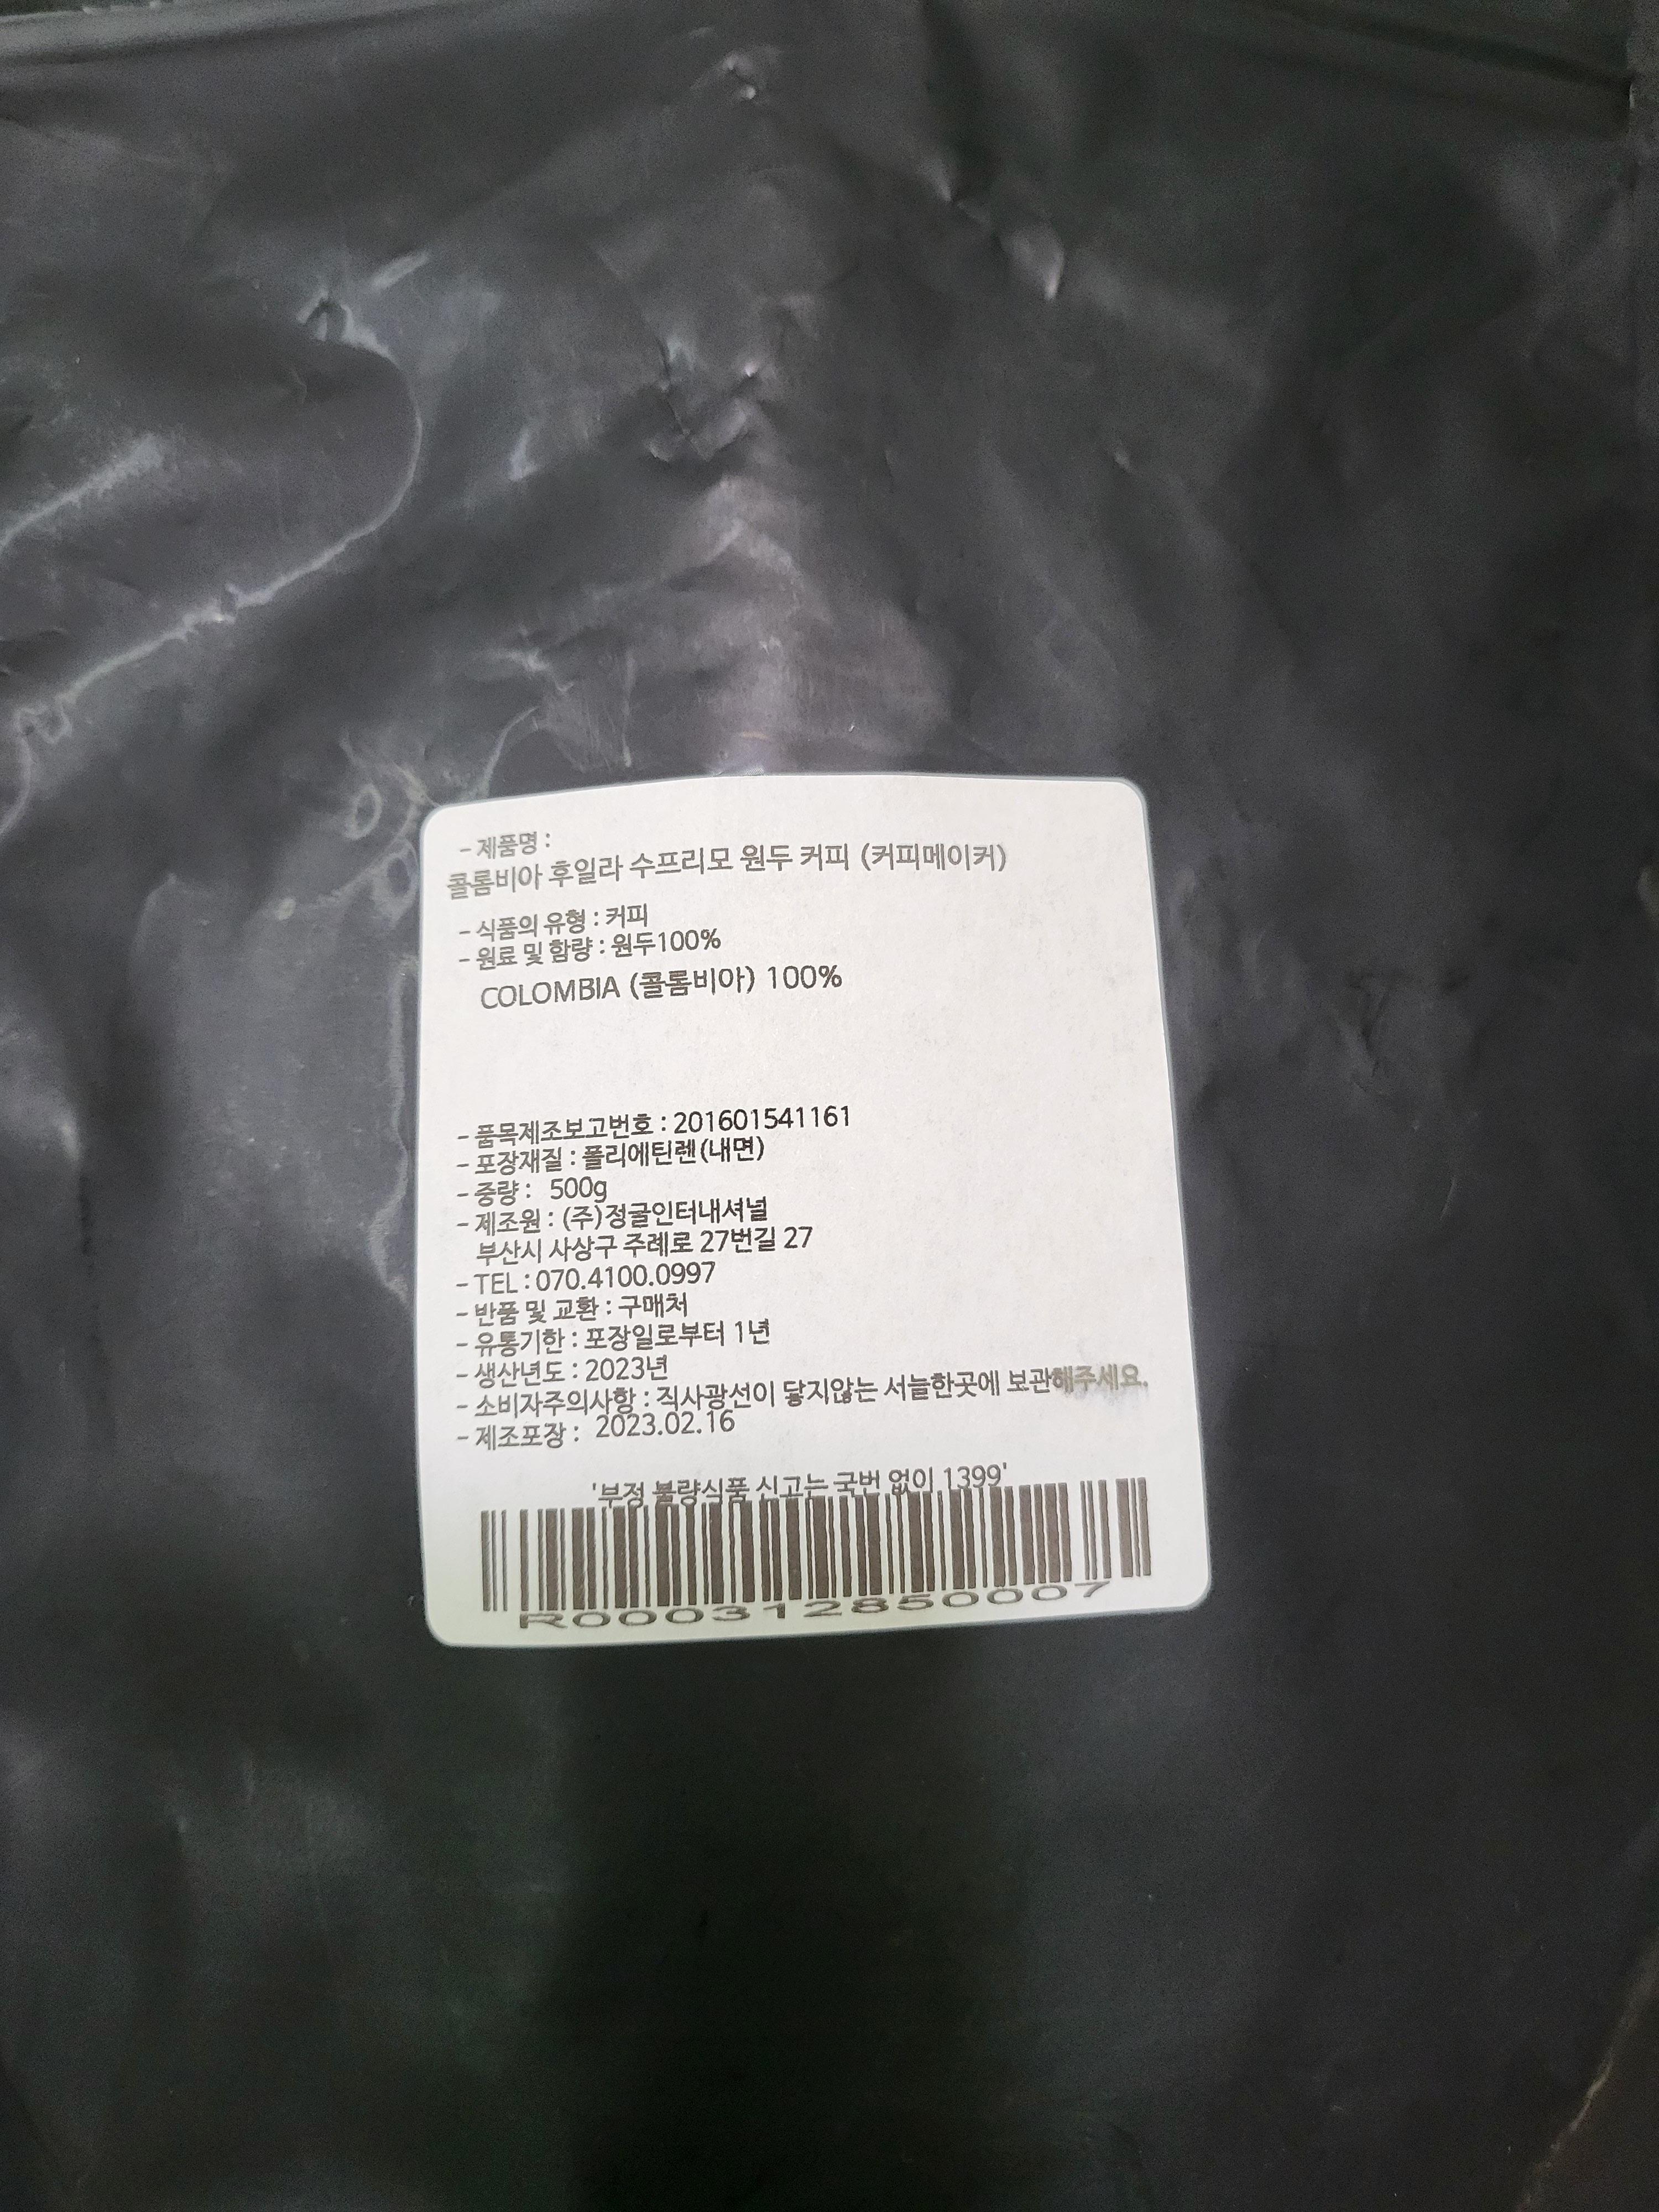 - 제품명 :
콜롬비아 후일라 수프리모 원두 커피 (커피메이커)
- 식품의 유형 : 커피
- 원료 및 함량 : 원두100%
COLOMBIA (콜롬비아) 100%
- 품목제조보고번호 : 201601541161
- 포장재질 : 폴리에틴렌(내면)
- 중량 : 500g
- 제조원 : (주)정글인터내셔널
부산시 사상구 주례로 27번길 27
- TEL : 070.4100.0997
- 반품 및 교환 : 구매처
- 유통기한 : 포장일로부터 1년
- 생산년도 : 2023년
- 소비자주의사항 : 직사광선이 닿지않는 서늘한곳에 보관해주세요.
- 제조포장 : 2023.02.16
'부정 불량식품 신고는 국번 없이 1399'
R000312850007